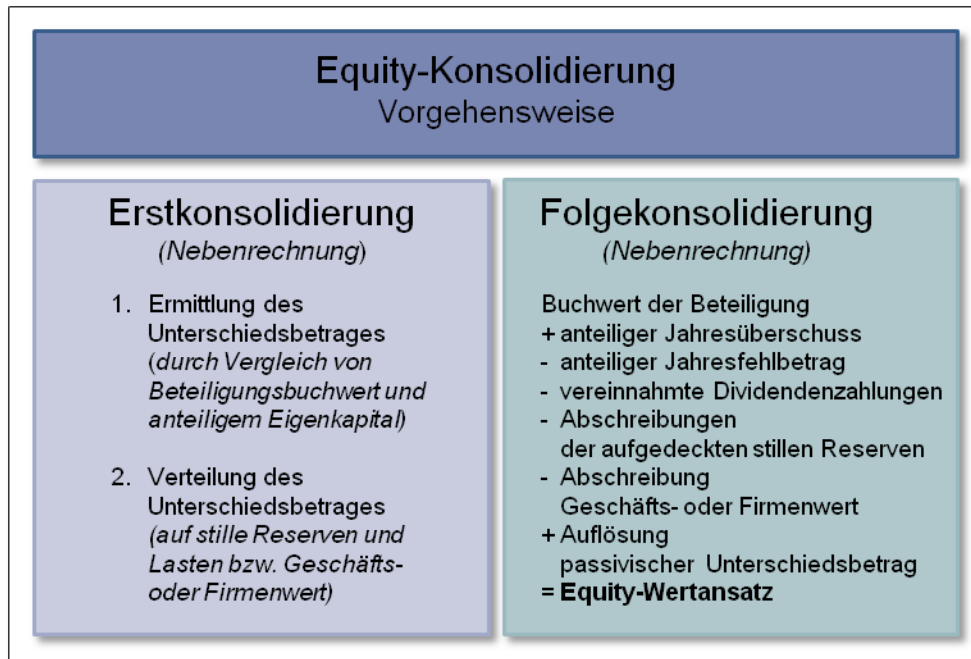 Equity-Konsolidierung
Vorgehensweise
Erstkonsolidierung
(Nebenrechnung)
1. Ermittlung des
Unterschiedsbetrages
(durch Vergleich von
Beteiligungsbuchwert und
anteiligem Eigenkapital)
2. Verteilung des
Unterschiedsbetrages
(auf stille Reserven und
Lasten bzw. Geschäfts-
oder Firmenwert)
Folgekonsolidierung
(Nebenrechnung)
Buchwert der Beteiligung
+ anteiliger Jahresüberschuss
- anteiliger Jahresfehlbetrag
- vereinnahmte Dividendenzahlungen
- Abschreibungen
der aufgedeckten stillen Reserven
- Abschreibung
Geschäfts- oder Firmenwert
+ Auflösung
passivischer Unterschiedsbetrag
= Equity-Wertansatz